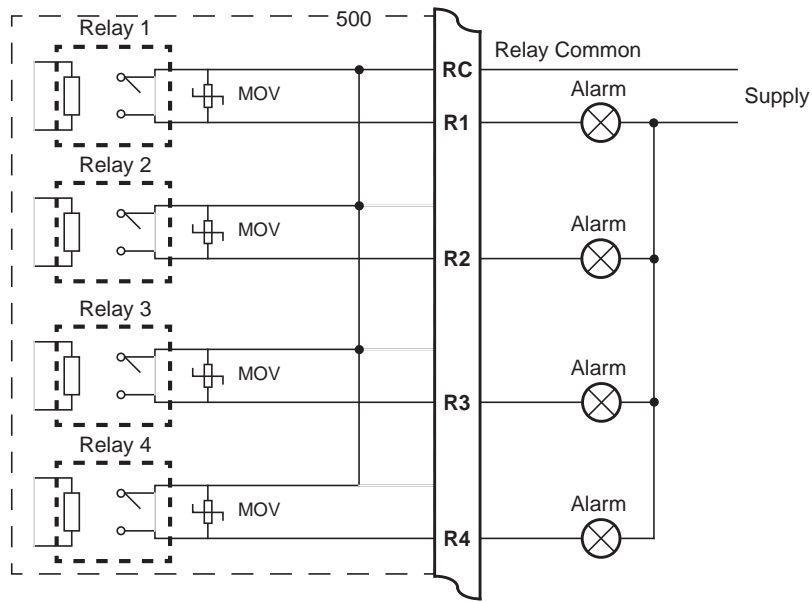 500
Relay 1
MOV
RC
Relay Common
Alarm
Supply
R1
Relay 2
MOV
Alarm
R2
Relay 3
MOV
Alarm
R3
Relay 4
MOV
Alarm
R4